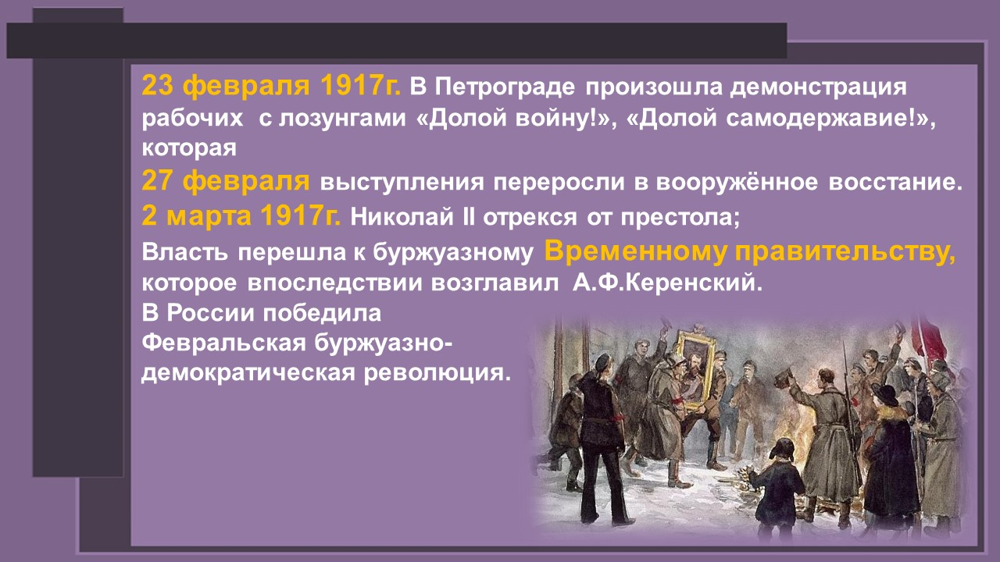 23 февраля 1917г. В Петрограде произошла демонстрация
рабочих с лозунгами «Долой войну!», «Долой самодержавие!»,
которая
27 февраля выступления переросли в вооружённое восстание.
2 марта 1917г. Николай II отрекся от престола;
Власть перешла к буржуазному Временному правительству,
которое впоследствии возглавил А.Ф.Керенский.
В России победила
Февральская буржуазно-
демократическая революция.